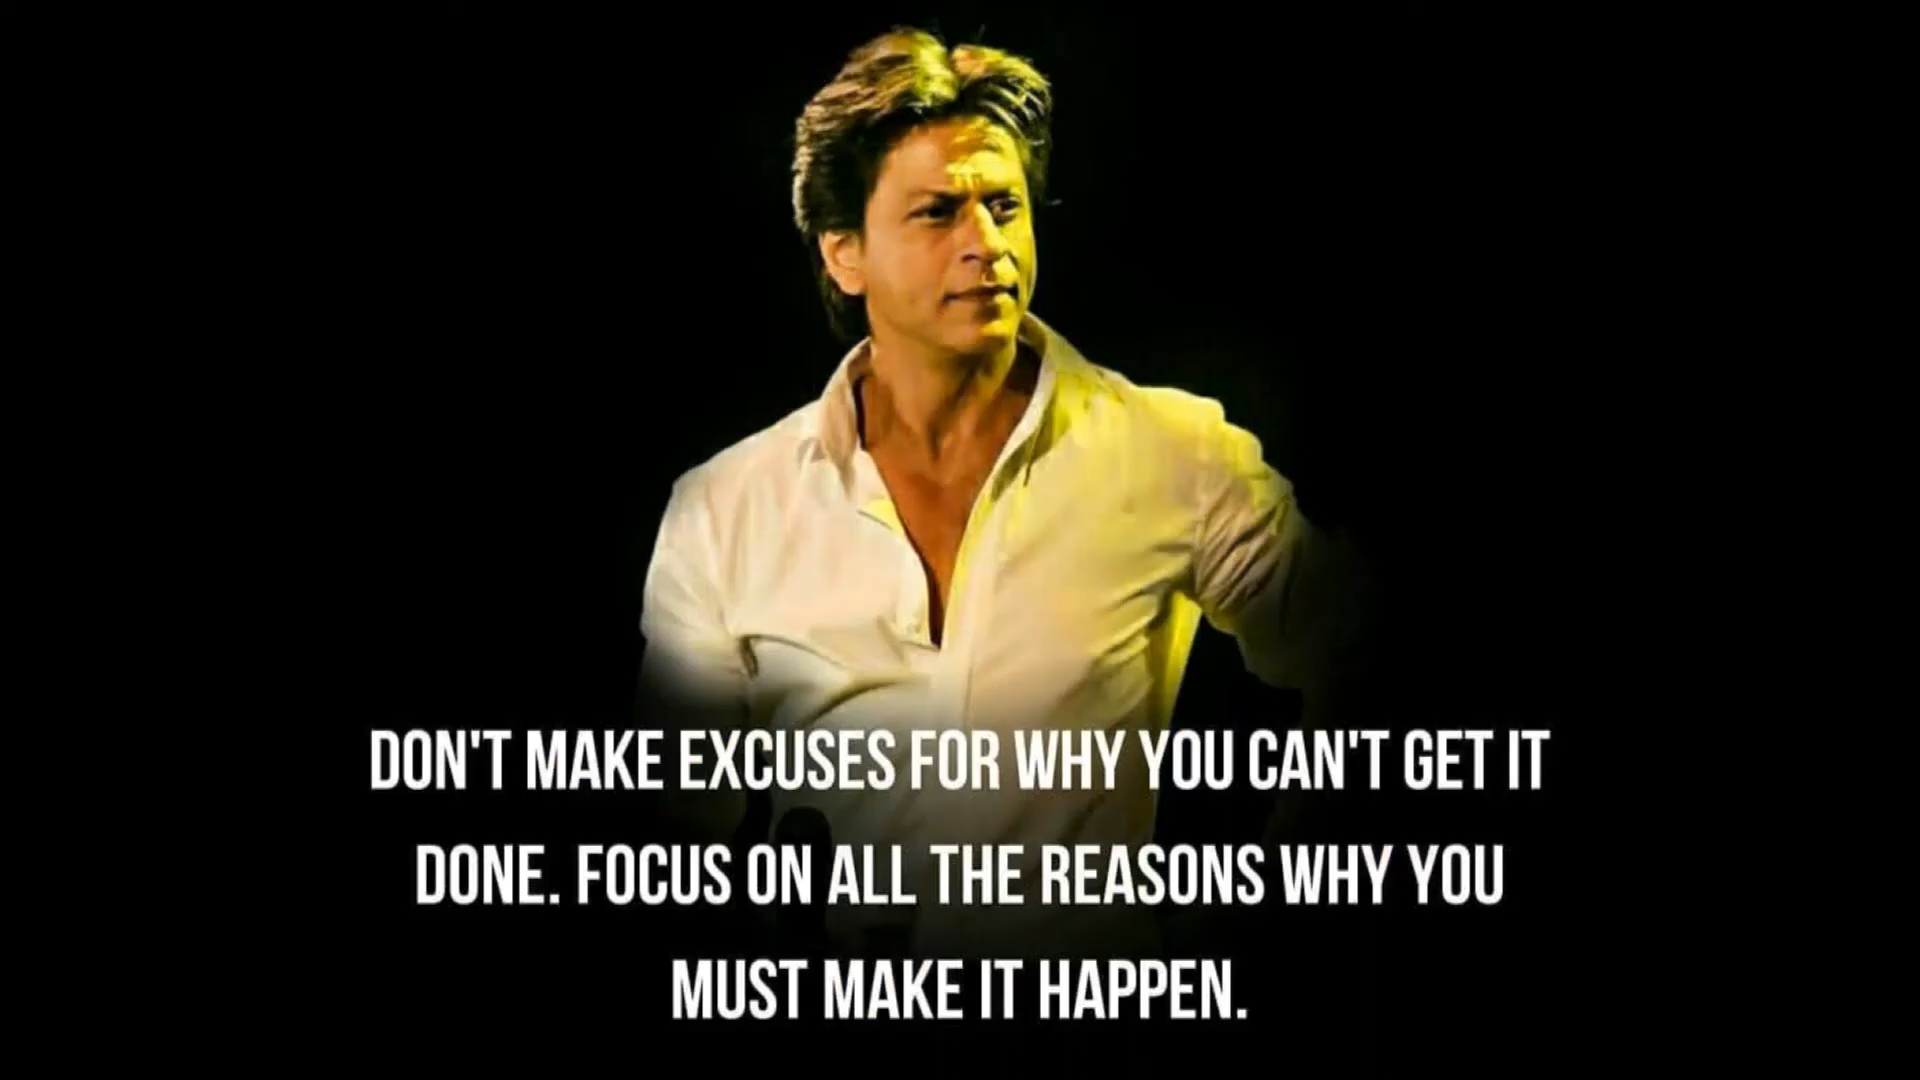 DON'T MAKE EXCUSES FOR WHY YOU CAN'T GET IT
DONE. FOCUS ON ALL THE REASONS WHY YOU
MUST MAKE IT HAPPEN.